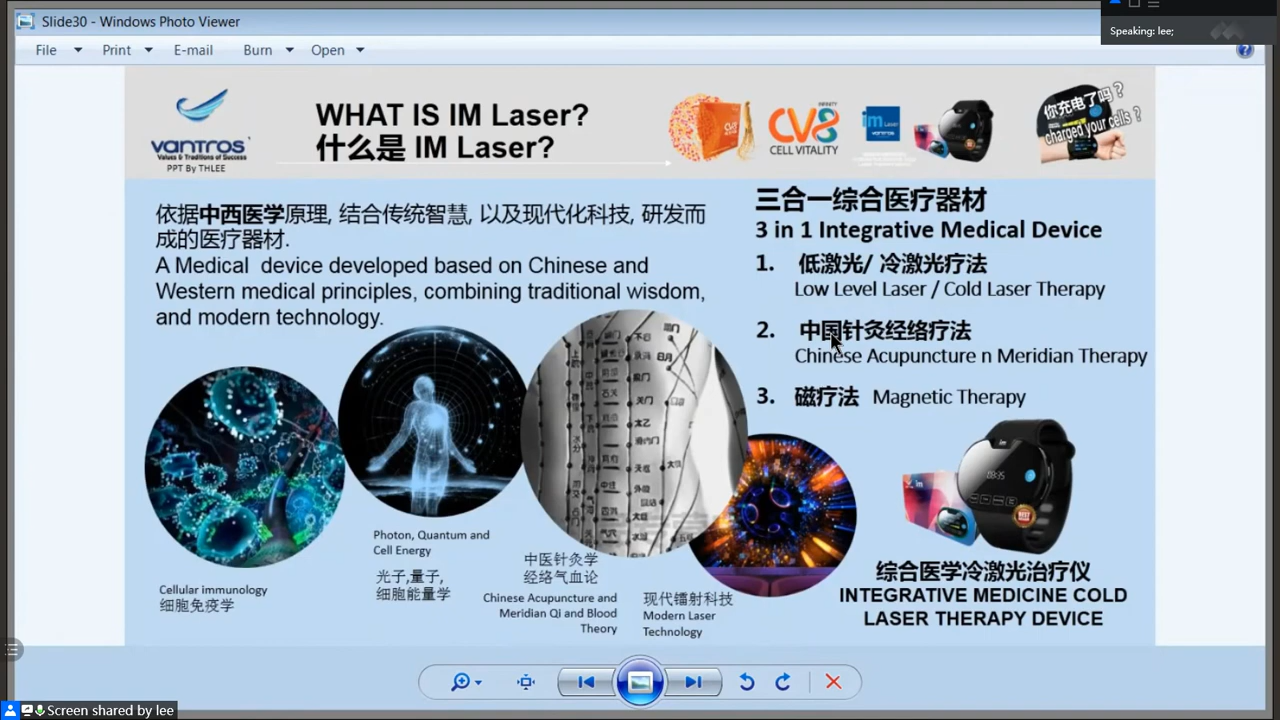 Slide30 - Windows Photo Viewer
Speaking: lee;
File Print E-mail Burn Open
vantros
Values & Traditions of Success
PPT By THLEE
WHAT IS IM Laser?
什么是 IM Laser?
CV8
INFINITY
CV8
CELL VITALITY
im Laser
vantros
你充电了吗?
charged your cells ?
依据中西医学原理, 结合传统智慧, 以及现代化科技, 研发而
成的医疗器材.
A Medical device developed based on Chinese and
Western medical principles, combining traditional wisdom,
and modern technology.
三合一综合医疗器材
3 in 1 Integrative Medical Device
1. 低激光/ 冷激光疗法
Low Level Laser / Cold Laser Therapy
2. 中国针灸经络疗法
Chinese Acupuncture n Meridian Therapy
3. 磁疗法 Magnetic Therapy
Cellular immunology
细胞免疫学
Photon, Quantum and
Cell Energy
光子,量子,
细胞能量学
中医针灸学
经络气血论
Chinese Acupuncture and
Meridian Qi and Blood
Theory
现代镭射科技
Modern Laser
Technology
im
08:35
综合医学冷激光治疗仪
INTEGRATIVE MEDICINE COLD
LASER THERAPY DEVICE
Screen shared by lee